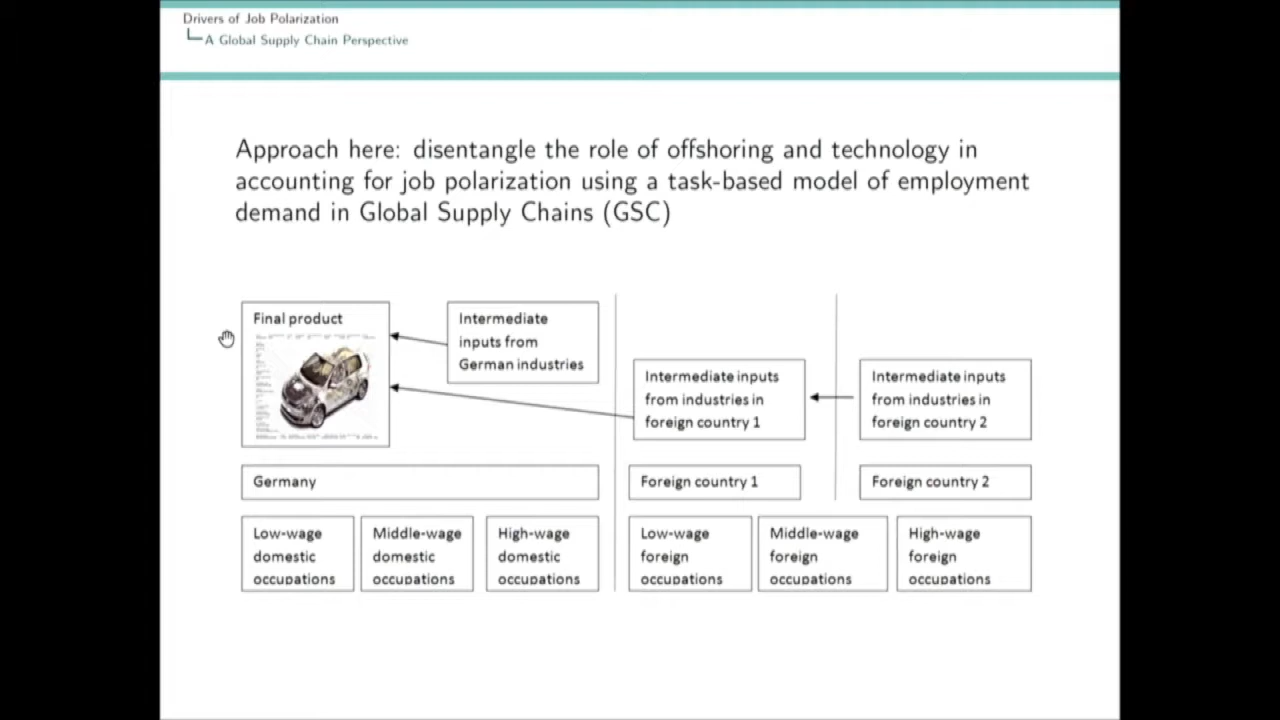 Drivers of Job Polarization
A Global Supply Chain Perspective
Approach here: disentangle the role of offshoring and technology in
accounting for job polarization using a task-based model of employment
demand in Global Supply Chains (GSC)
Final product
Intermediate
inputs from
German industries
Intermediate inputs
from industries in
foreign country 1
Intermediate inputs
from industries in
foreign country 2
Germany
Foreign country 1
Foreign country 2
Low-wage
domestic
occupations
Middle-wage
domestic
occupations
High-wage
domestic
occupations
Low-wage
foreign
occupations
Middle-wage
foreign
occupations
High-wage
foreign
occupations